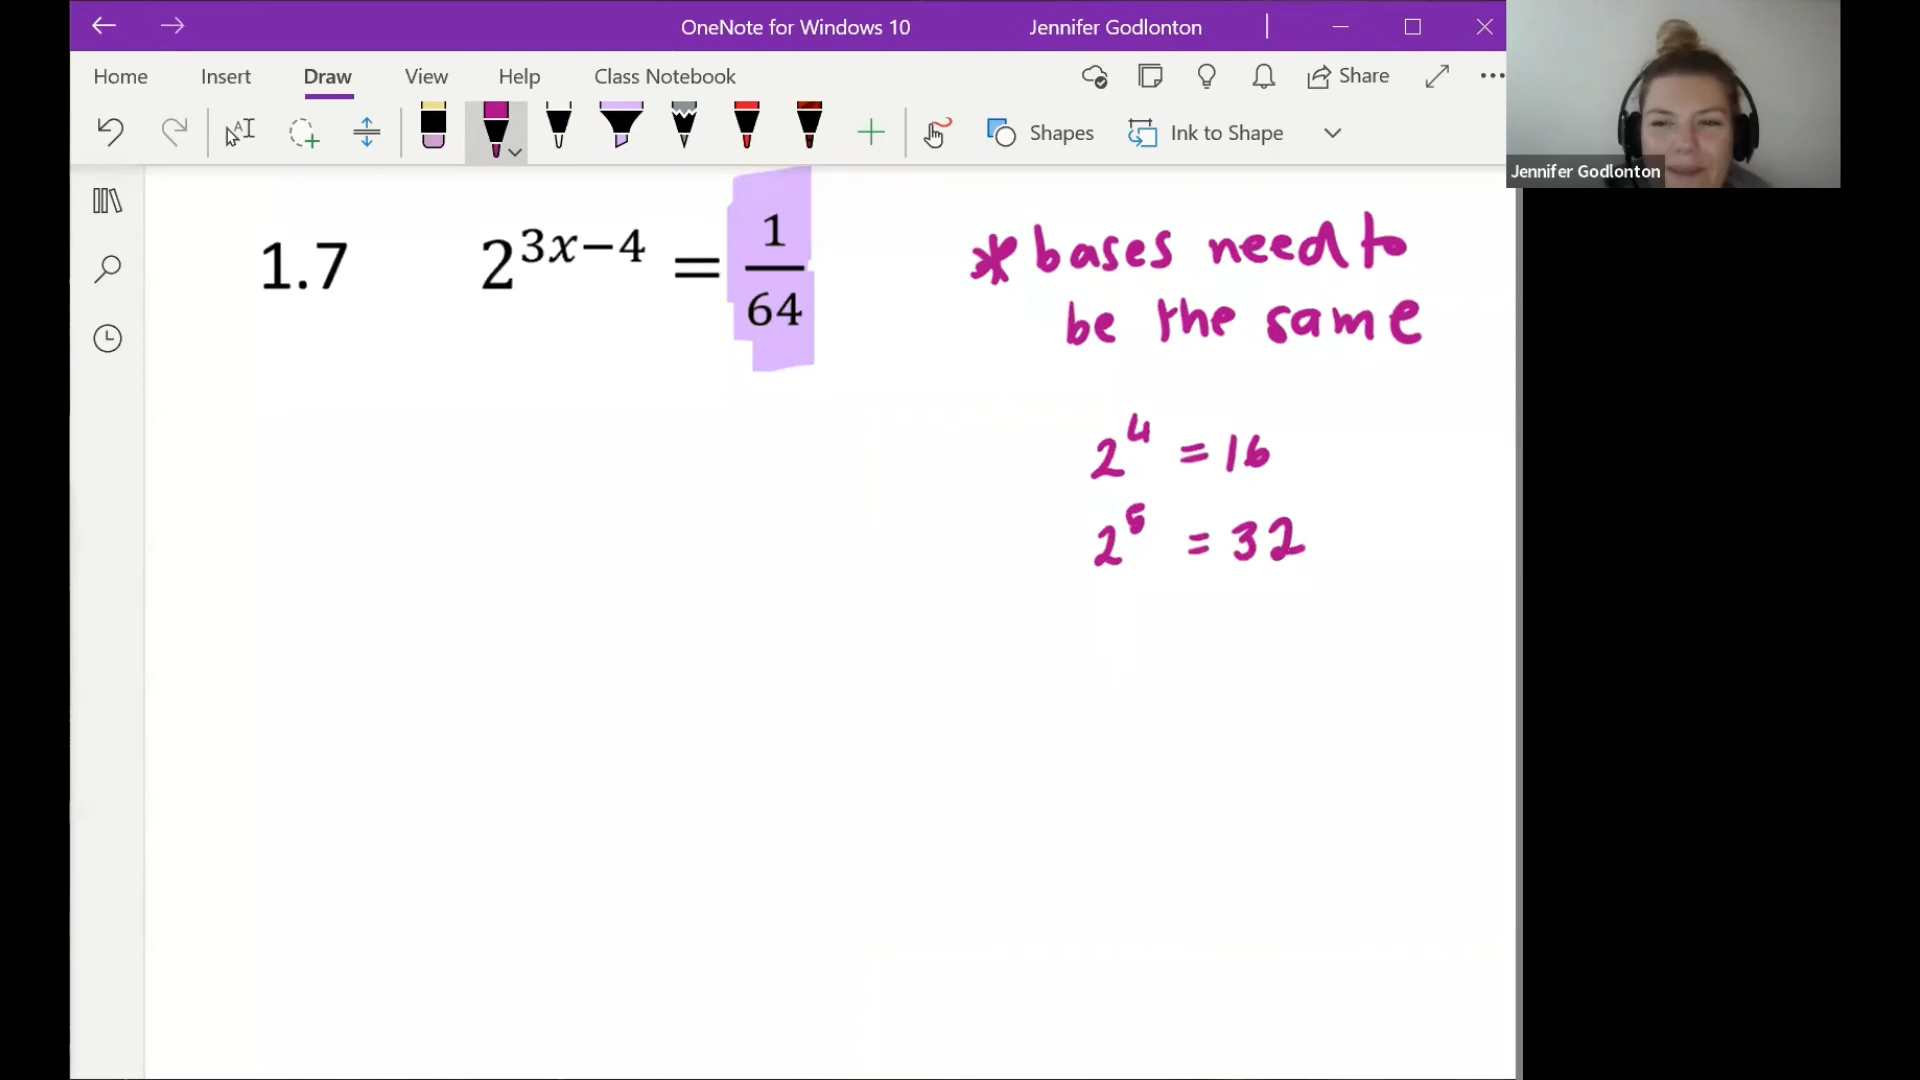 OneNote for Windows 10 Jennifer Godlonton
Home Insert Draw View Help Class Notebook Share
Shapes Ink to Shape
Jennifer Godlonton
1.7 2^{3x−4} = 1/64
* bases need to
be the same
2^4 = 16
2^5 = 32